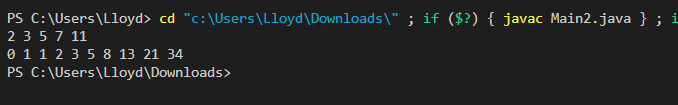 PS C:\Users\Lloyd> cd "c:\Users\Lloyd\Downloads\" ; if ($?) { javac Main2.java } ; i
2 3 5 7 11
0 1 1 2 3 5 8 13 21 34
PS C:\Users\Lloyd\Downloads>